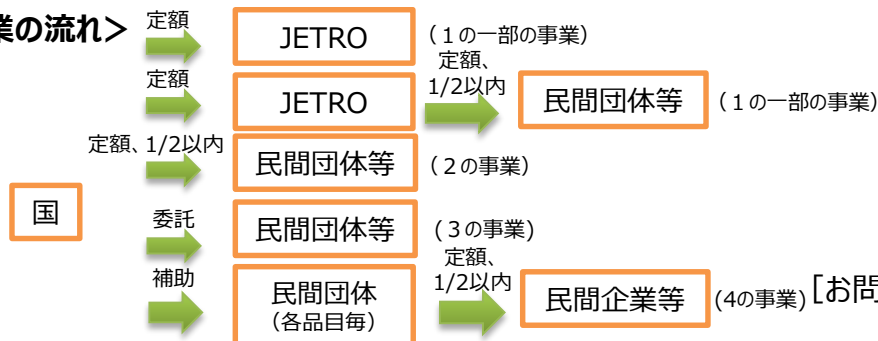 業の流れ>
定額
JETRO
(１の一部の事業)
定額
JETRO
定額、
1/2以内
民間団体等
(１の一部の事業)
定額、1/2以内
民間団体等
(２の事業)
国
委託
民間団体等
(３の事業)
補助
民間団体
(各品目毎)
定額、
1/2以内
民間企業等
(4の事業)
[お問